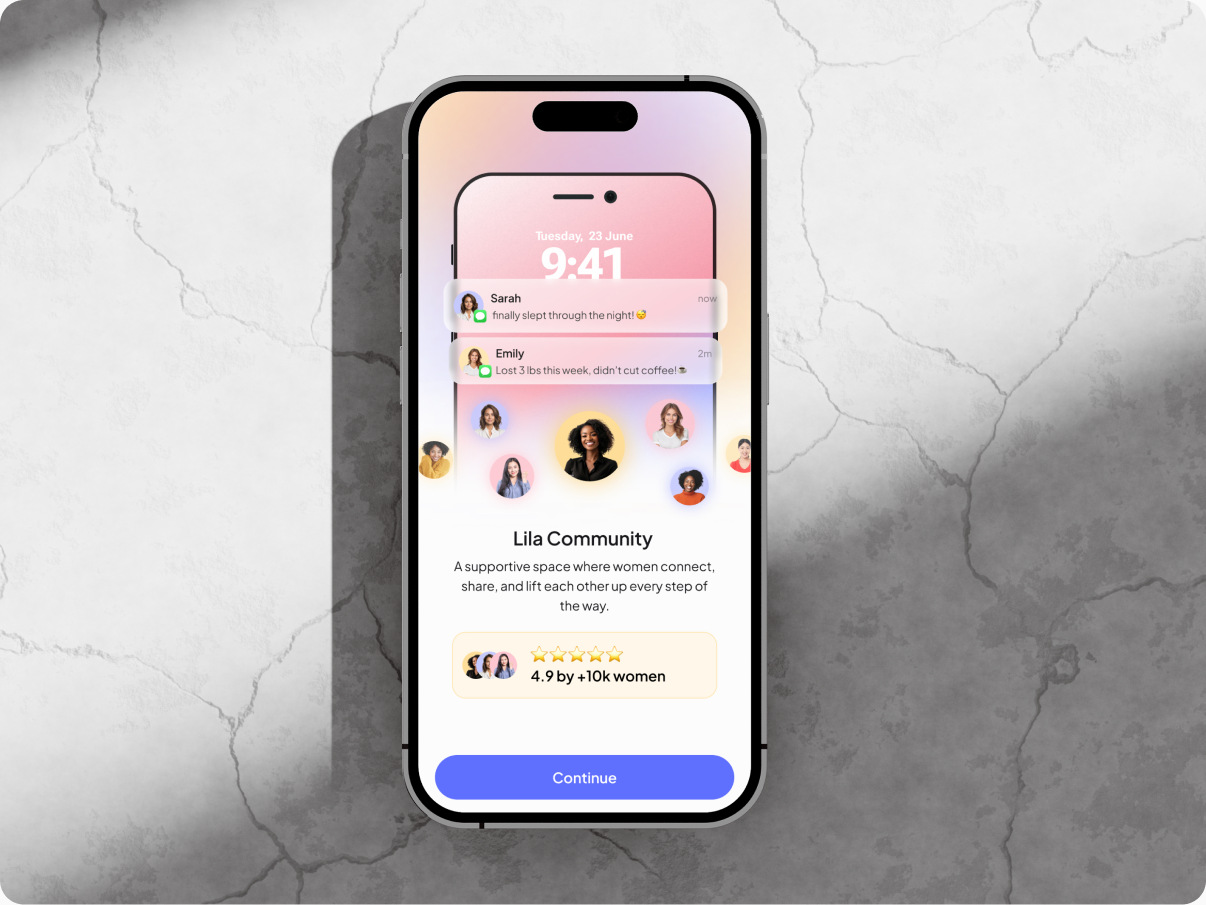 Tuesday, 23 June
9:41
Sarah
now
finally slept through the night! 😴
Emily
2m
Lost 3 lbs this week, didn't cut coffee! ☕
Lila Community
A supportive space where women connect,
share, and lift each other up every step of
the way.
⭐⭐⭐⭐⭐
4.9 by +10k women
Continue